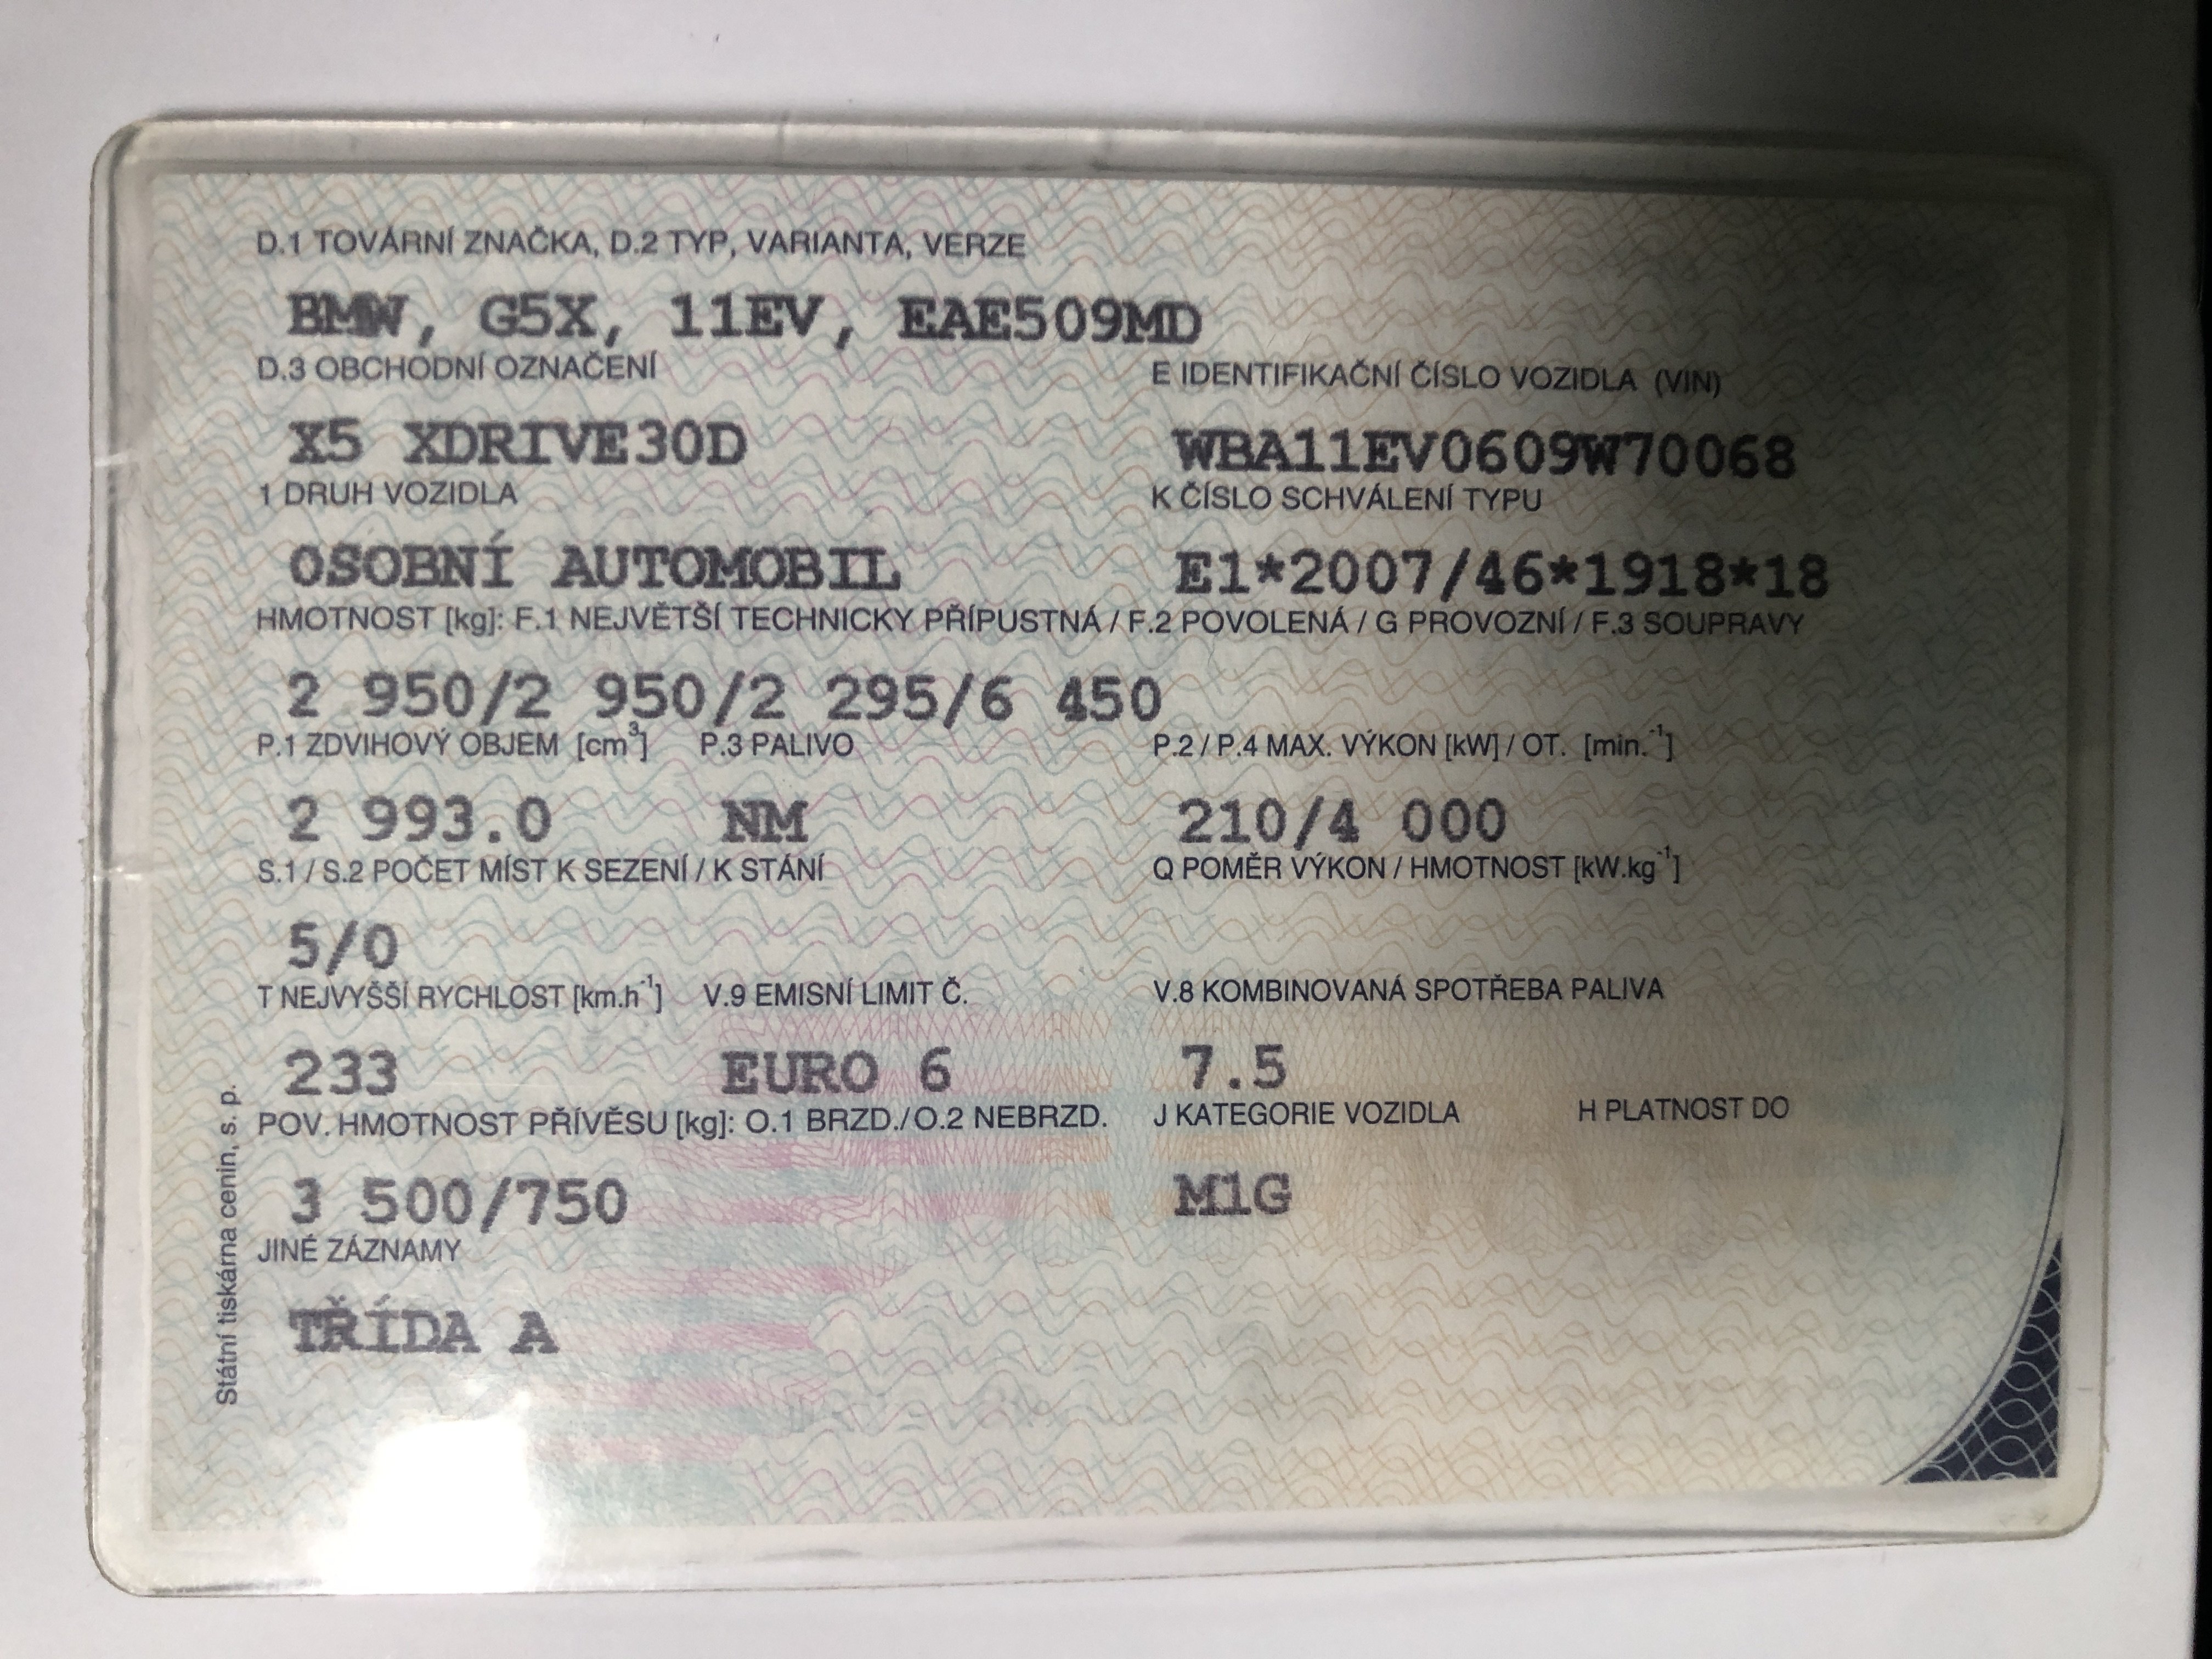 D.1 TOVÁRNÍ ZNAČKA, D.2 TYP, VARIANTA, VERZE
BMW, G5X, 11EV, EAE509MD
D.3 OBCHODNÍ OZNAČENÍ E IDENTIFIKAČNÍ ČÍSLO VOZIDLA (VIN)
X5 XDRIVE30D WBA11EV0609W70068
1 DRUH VOZIDLA K ČÍSLO SCHVÁLENÍ TYPU
OSOBNÍ AUTOMOBIL E1*2007/46*1918*18
HMOTNOST [kg]: F.1 NEJVĚTŠÍ TECHNICKY PŘÍPUSTNÁ / F.2 POVOLENÁ / G PROVOZNÍ / F.3 SOUPRAVY
2 950/2 950/2 295/6 450
P.1 ZDVIHOVÝ OBJEM [cm³] P.3 PALIVO P.2 / P.4 MAX. VÝKON [kW] / OT. [min.⁻¹]
2 993.0 NM 210/4 000
S.1 / S.2 POČET MÍST K SEZENÍ / K STÁNÍ Q POMĚR VÝKON / HMOTNOST [kW.kg⁻¹]
5/0
T NEJVYŠŠÍ RYCHLOST [km.h⁻¹] V.9 EMISNÍ LIMIT Č. V.8 KOMBINOVANÁ SPOTŘEBA PALIVA
233 EURO 6 7.5
POV. HMOTNOST PŘÍVĚSU [kg]: O.1 BRZD./O.2 NEBRZD. J KATEGORIE VOZIDLA H PLATNOST DO
3 500/750 M1G
JINÉ ZÁZNAMY
TŘÍDA A
Státní tiskárna cenin, s. p.